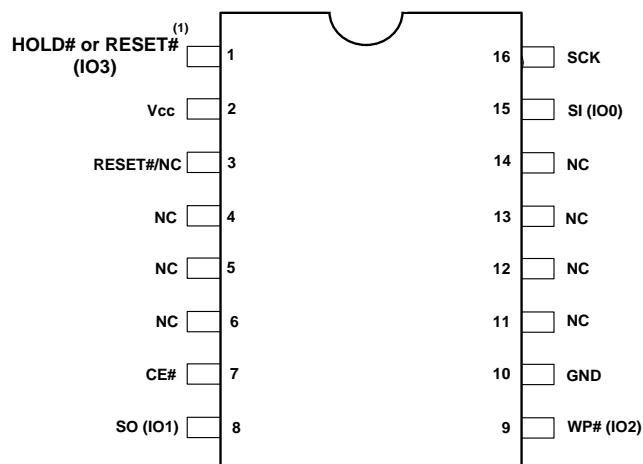 HOLD# or RESET# (1)
(IO3)
1
16
SCK
Vcc
2
15
SI (IO0)
RESET#/NC
3
14
NC
NC
4
13
NC
NC
5
12
NC
NC
6
11
NC
CE#
7
10
GND
SO (IO1)
8
9
WP# (IO2)